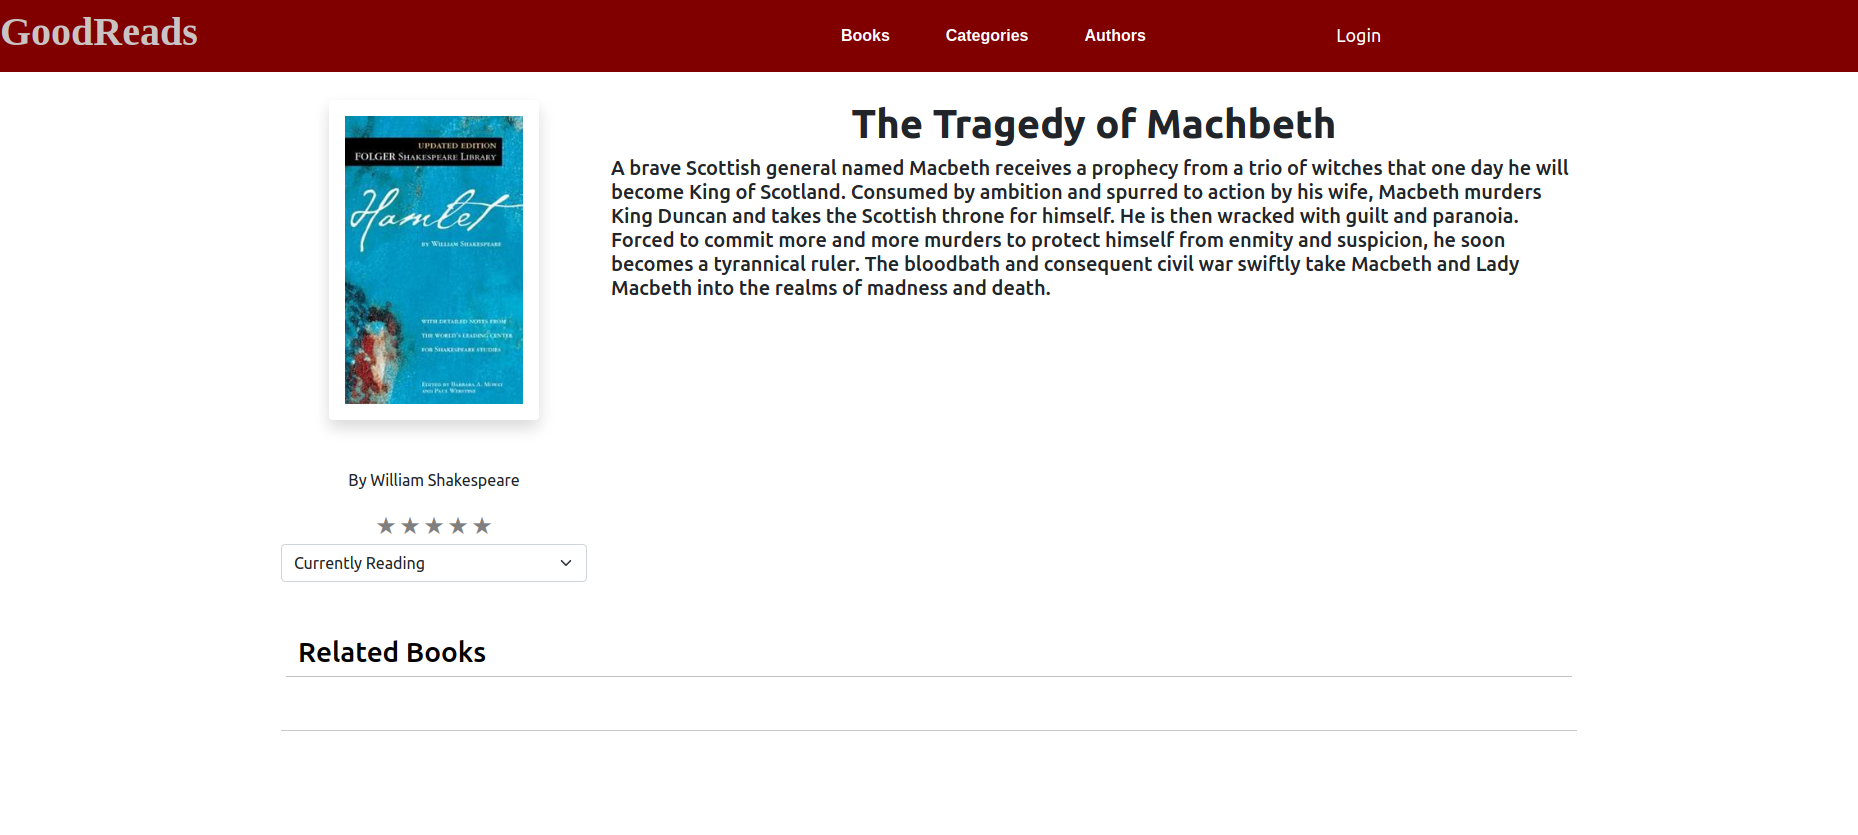 GoodReads
Books
Categories
Authors
Login
UPDATED EDITION
FOLGER SHAKESPEARE LIBRARY
Hamlet
BY WILLIAM SHAKESPEARE
WITH DETAILED NOTES FROM
THE WORLD'S LEADING CENTER
FOR SHAKESPEARE STUDIES
EDITED BY BARBARA A. MOWAT
AND PAUL WERSTINE
The Tragedy of Machbeth
A brave Scottish general named Macbeth receives a prophecy from a trio of witches that one day he will
become King of Scotland. Consumed by ambition and spurred to action by his wife, Macbeth murders
King Duncan and takes the Scottish throne for himself. He is then wracked with guilt and paranoia.
Forced to commit more and more murders to protect himself from enmity and suspicion, he soon
becomes a tyrannical ruler. The bloodbath and consequent civil war swiftly take Macbeth and Lady
Macbeth into the realms of madness and death.
By William Shakespeare
Currently Reading
Related Books